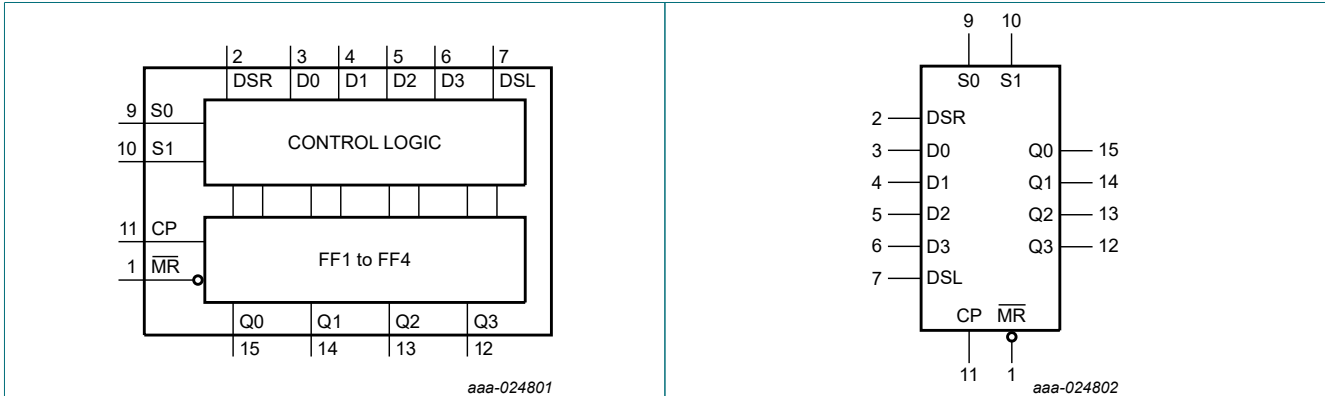 2 3 4 5 6 7
DSR D0 D1 D2 D3 DSL
9 S0
10 S1
CONTROL LOGIC
11 CP
1 MR
FF1 to FF4
Q0 Q1 Q2 Q3
15 14 13 12
aaa-024801
9 10
S0 S1
2 DSR
3 D0 Q0 15
4 D1 Q1 14
5 D2 Q2 13
6 D3 Q3 12
7 DSL
CP MR
11 1
aaa-024802